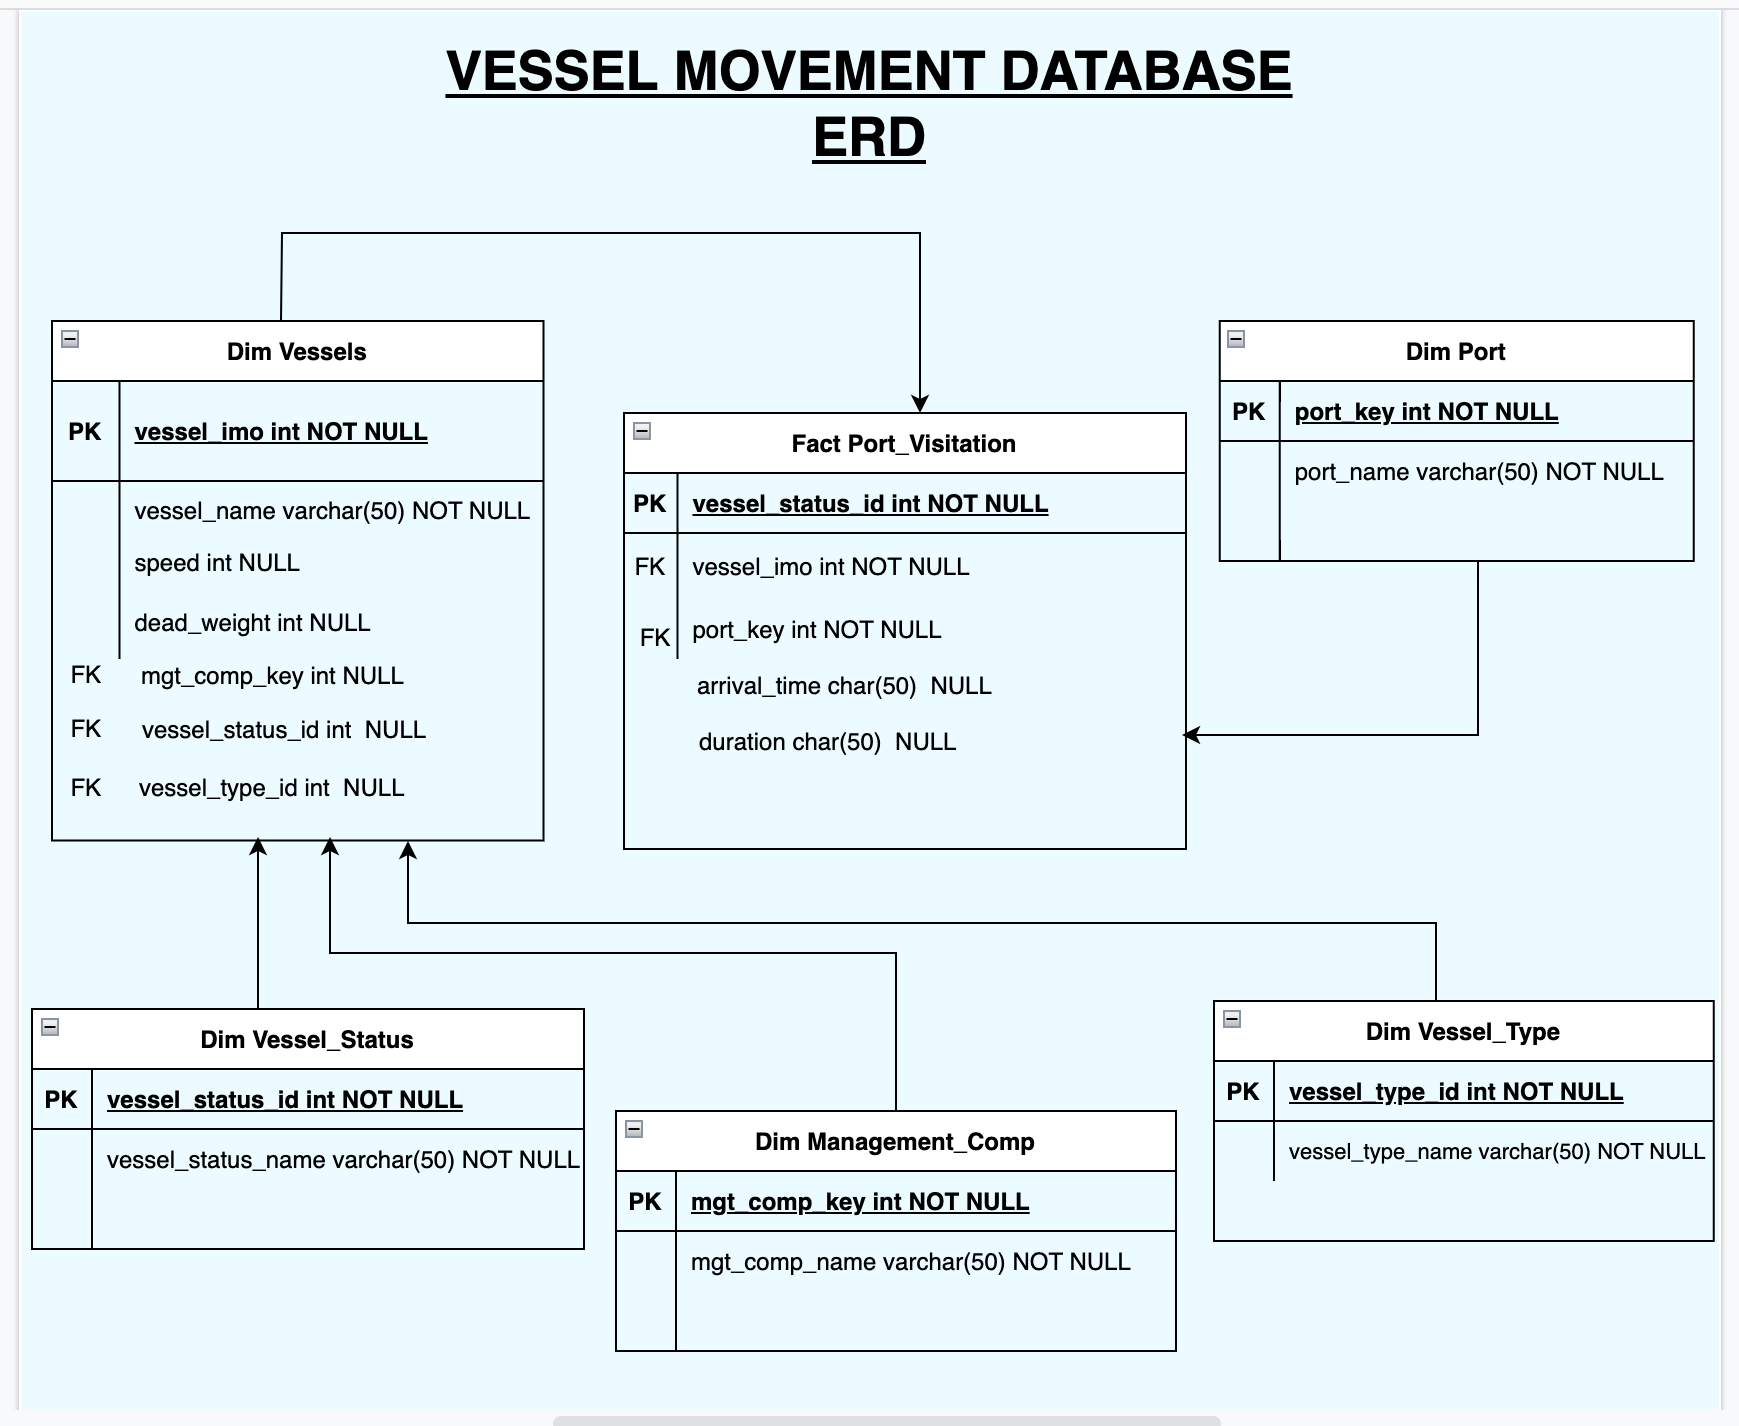 VESSEL MOVEMENT DATABASE
ERD
Dim Vessels
PK vessel_imo int NOT NULL
vessel_name varchar(50) NOT NULL
speed int NULL
dead_weight int NULL
FK mgt_comp_key int NULL
FK vessel_status_id int NULL
FK vessel_type_id int NULL
Fact Port_Visitation
PK vessel_status_id int NOT NULL
FK vessel_imo int NOT NULL
FK port_key int NOT NULL
arrival_time char(50) NULL
duration char(50) NULL
Dim Port
PK port_key int NOT NULL
port_name varchar(50) NOT NULL
Dim Vessel_Status
PK vessel_status_id int NOT NULL
vessel_status_name varchar(50) NOT NULL
Dim Management_Comp
PK mgt_comp_key int NOT NULL
mgt_comp_name varchar(50) NOT NULL
Dim Vessel_Type
PK vessel_type_id int NOT NULL
vessel_type_name varchar(50) NOT NULL